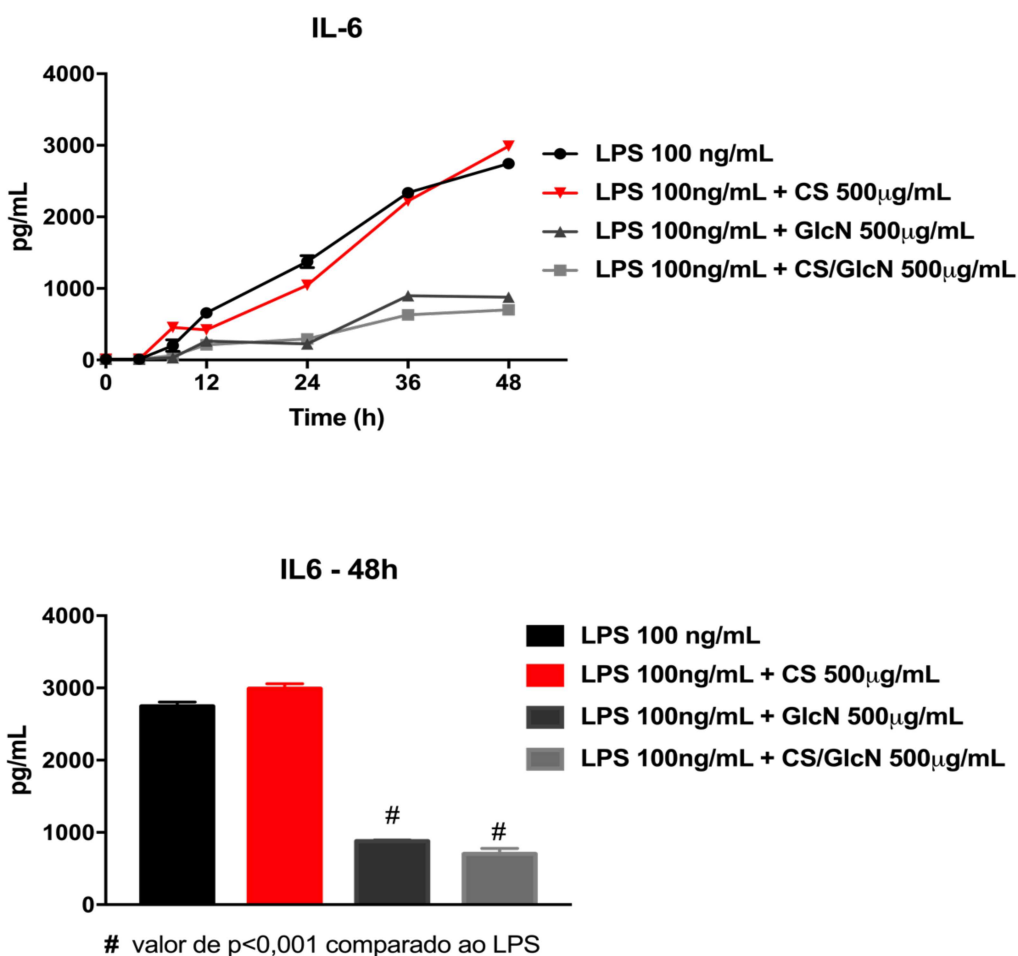 IL-6
4000
3000
2000
1000
0
pg/mL
0 12 24 36 48
Time (h)
LPS 100 ng/mL
LPS 100ng/mL + CS 500µg/mL
LPS 100ng/mL + GlcN 500µg/mL
LPS 100ng/mL + CS/GlcN 500µg/mL
IL6 - 48h
4000
3000
2000
1000
0
pg/mL
# #
LPS 100 ng/mL
LPS 100ng/mL + CS 500µg/mL
LPS 100ng/mL + GlcN 500µg/mL
LPS 100ng/mL + CS/GlcN 500µg/mL
# valor de p<0,001 comparado ao LPS